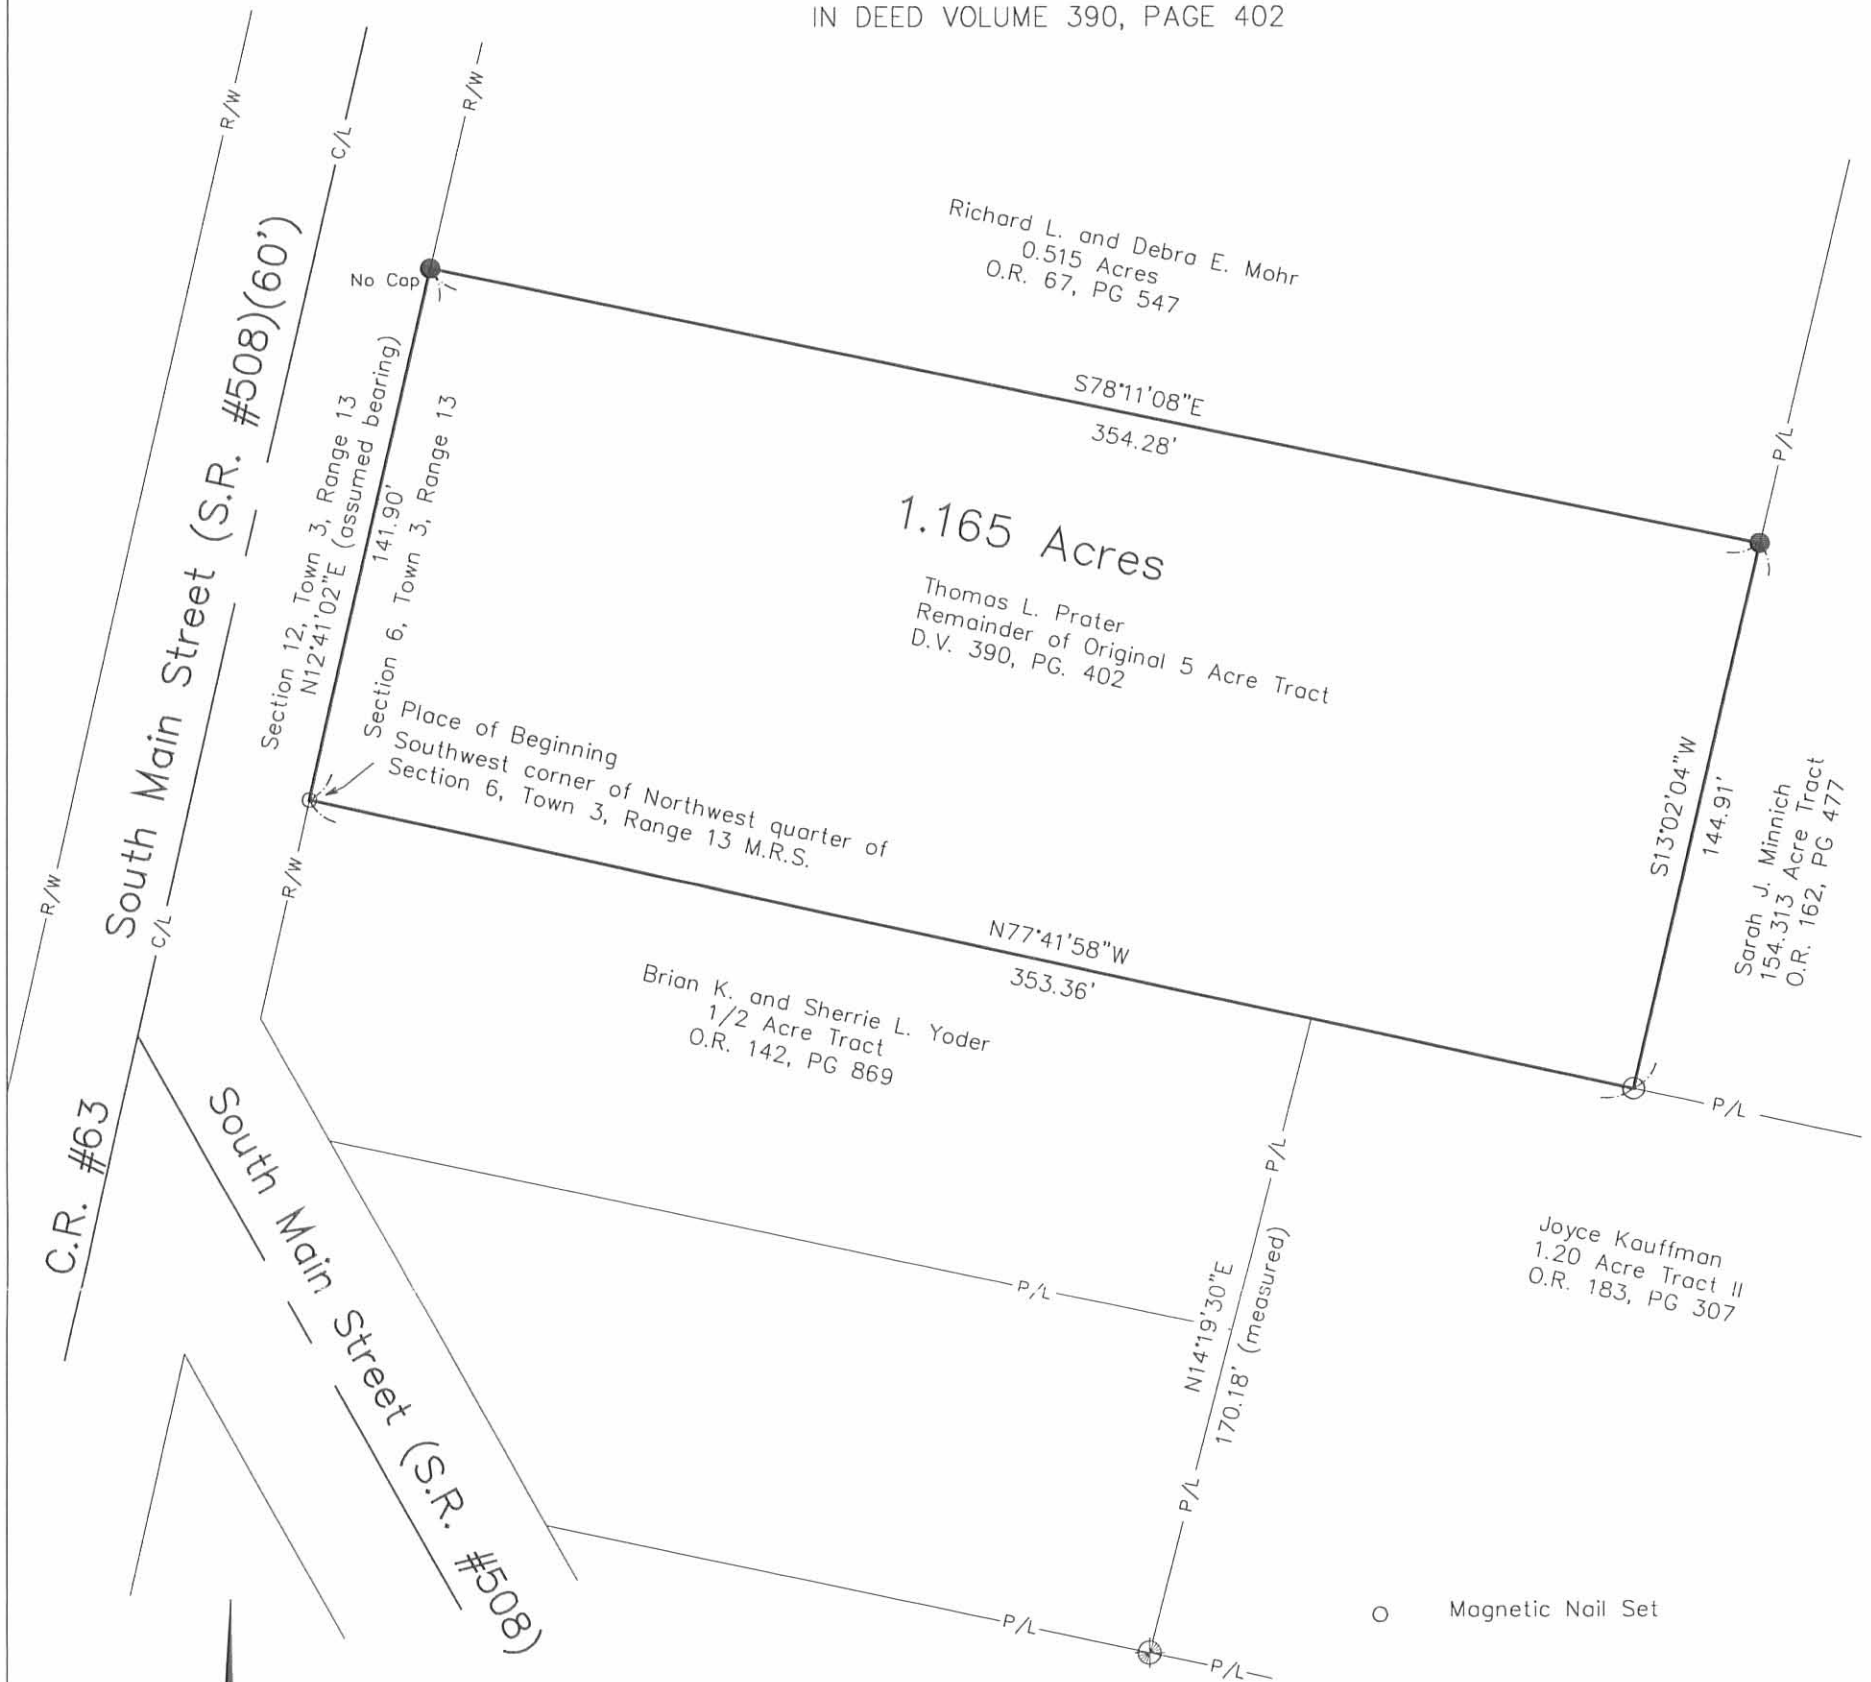 IN DEED VOLUME 390, PAGE 402
R/W
C/L
R/W
Richard L. and Debra E. Mohr
0.515 Acres
O.R. 67, PG 547
No Cap
South Main Street (S.R. #508)(60')
Section 12, Town 3, Range 13
N12°41'02"E (assumed bearing)
141.90'
Section 6, Town 3, Range 13
S78°11'08"E
354.28'
P/L
1.165 Acres
Thomas L. Prater
Remainder of Original 5 Acre Tract
D.V. 390, PG. 402
Place of Beginning
Southwest corner of Northwest quarter of
Section 6, Town 3, Range 13 M.R.S.
S13°02'04"W
144.91'
Sarah J. Minnich
154.313 Acre Tract
O.R. 162, PG 477
R/W
C/L
R/W
N77°41'58"W
353.36'
Brian K. and Sherrie L. Yoder
1/2 Acre Tract
O.R. 142, PG 869
P/L
C.R. #63
South Main Street (S.R. #508)
P/L
P/L
N14°19'30"E
170.18' (measured)
Joyce Kauffman
1.20 Acre Tract II
O.R. 183, PG 307
P/L
P/L
P/L
Magnetic Nail Set